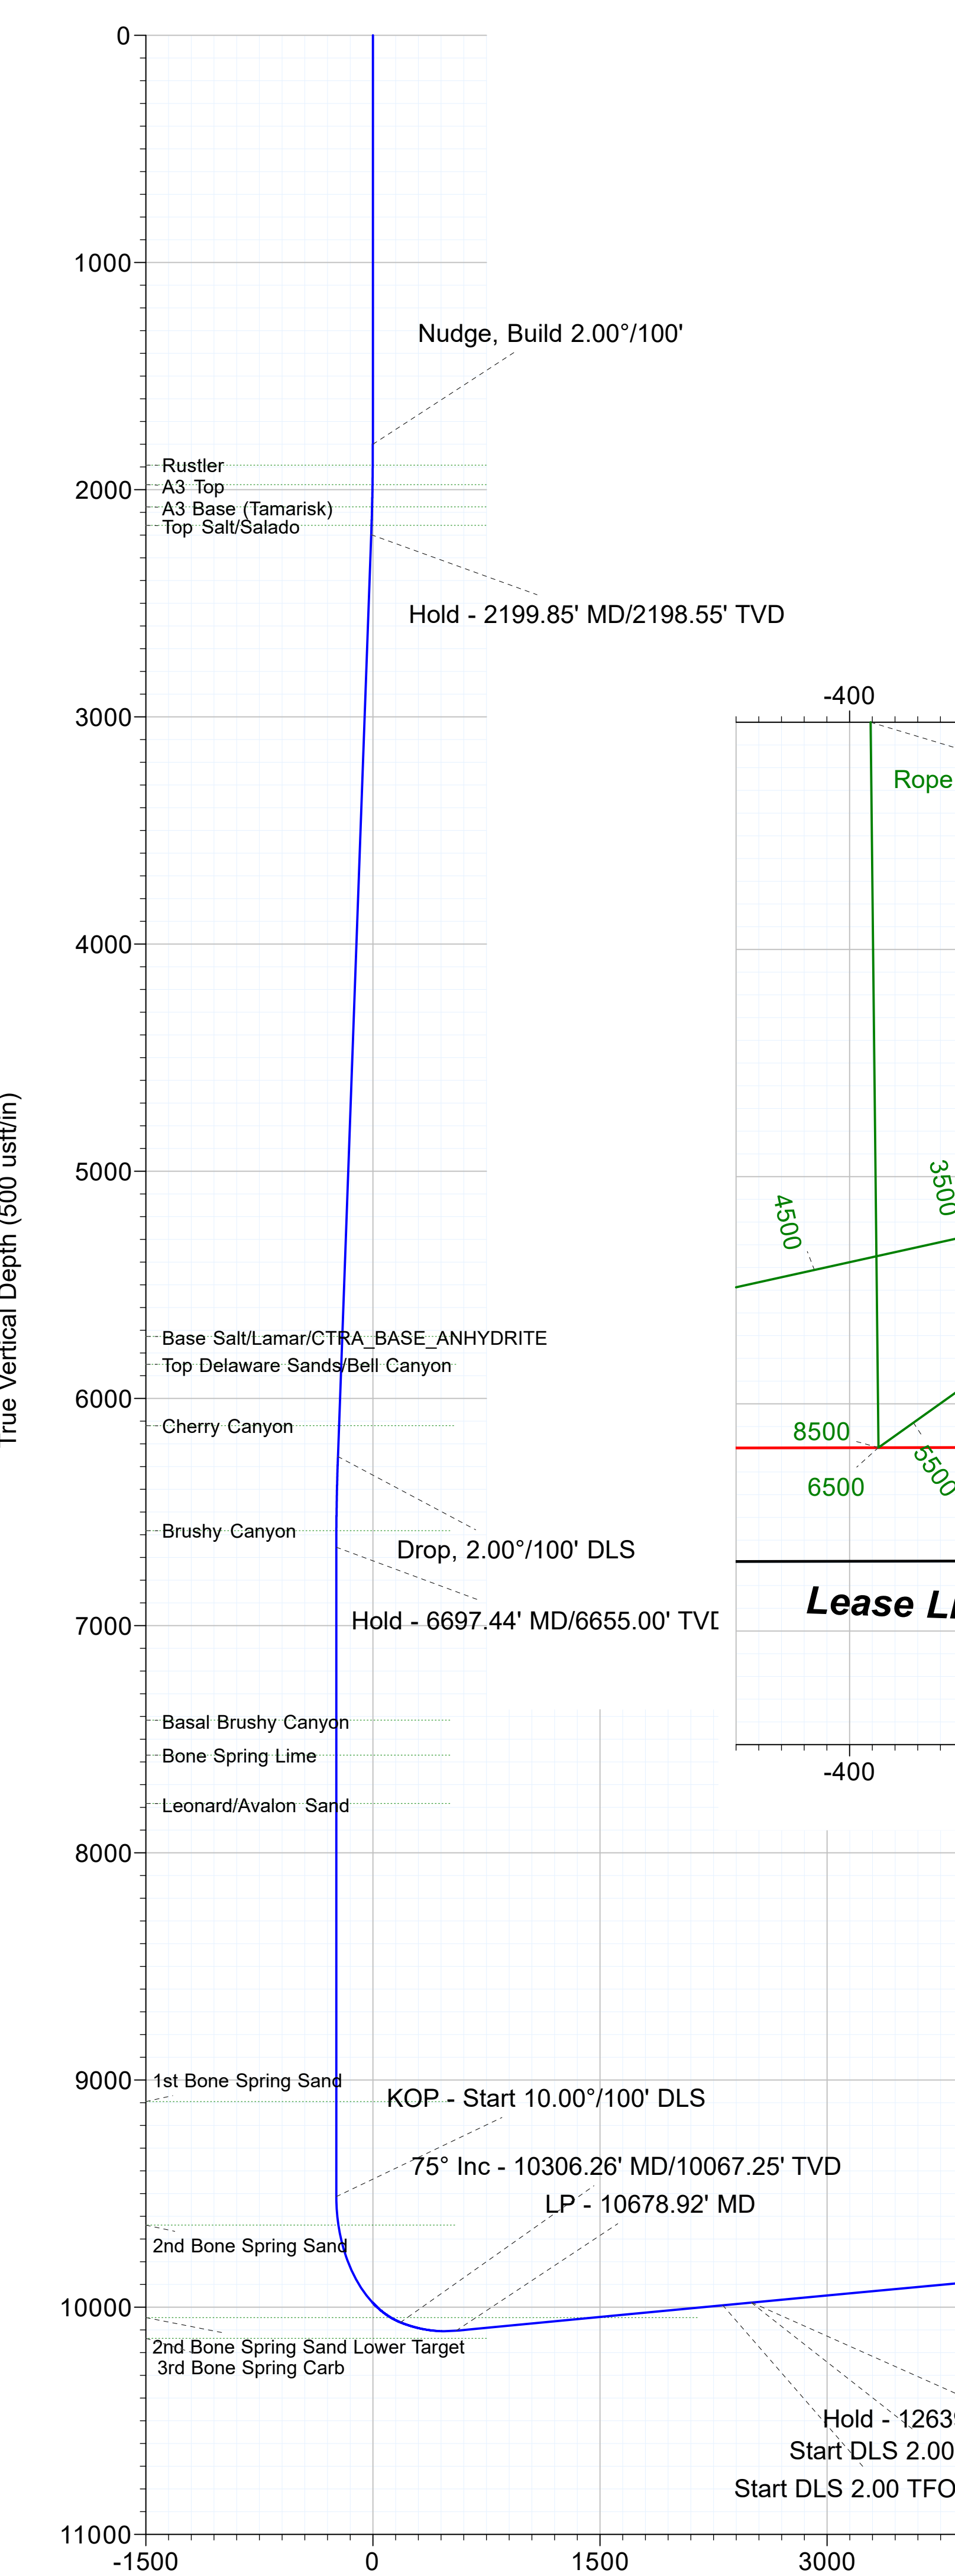 0
1000
Nudge, Build 2.00°/100'
Rustler
A3 Top
2000
A3 Base (Tamarisk)
Top Salt/Salado
Hold - 2199.85' MD/2198.55' TVD
-400
3000
Rope
4000
True Vertical Depth (500 usft/in)
5000
3500
4500
Base Salt/Lamar/CTRA_BASE_ANHYDRITE
Top Delaware Sands/Bell Canyon
6000
Cherry Canyon
8500
5500
6500
Brushy Canyon
Drop, 2.00°/100' DLS
Lease
Hold - 6697.44' MD/6655.00' TVD
7000
Basal Brushy Canyon
Bone Spring Lime
-400
Leonard/Avalon Sand
8000
9000
1st Bone Spring Sand
KOP - Start 10.00°/100' DLS
75° Inc - 10306.26' MD/10067.25' TVD
LP - 10678.92' MD
2nd Bone Spring Sand
10000
2nd Bone Spring Sand Lower Target
3rd Bone Spring Carb
Hold - 1263
Start DLS 2.00
Start DLS 2.00 TFO
11000
-1500 0 1500 3000